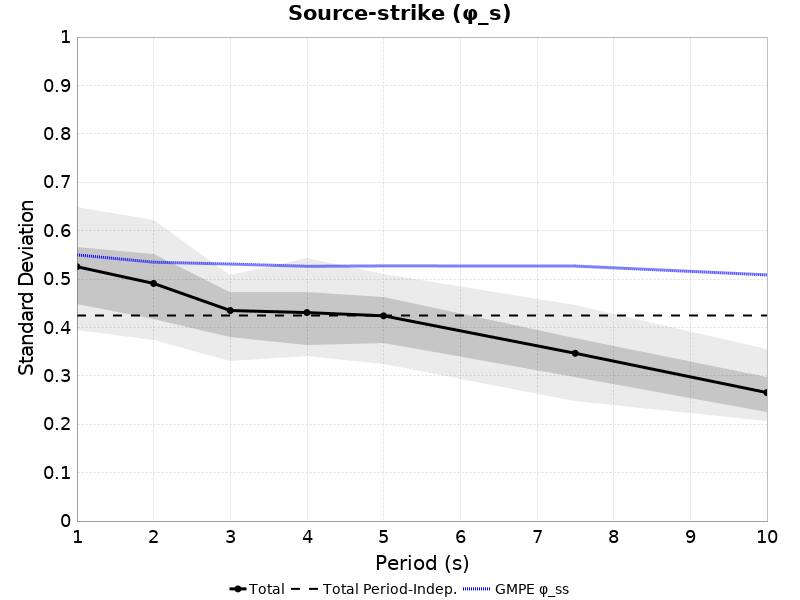 Source-strike (φ_s)
1
0.9
0.8
0.7
0.6
0.5
0.4
0.3
0.2
0.1
0
Standard Deviation
1 2 3 4 5 6 7 8 9 10
Period (s)
Total Total Period-Indep. GMPE φ_ss